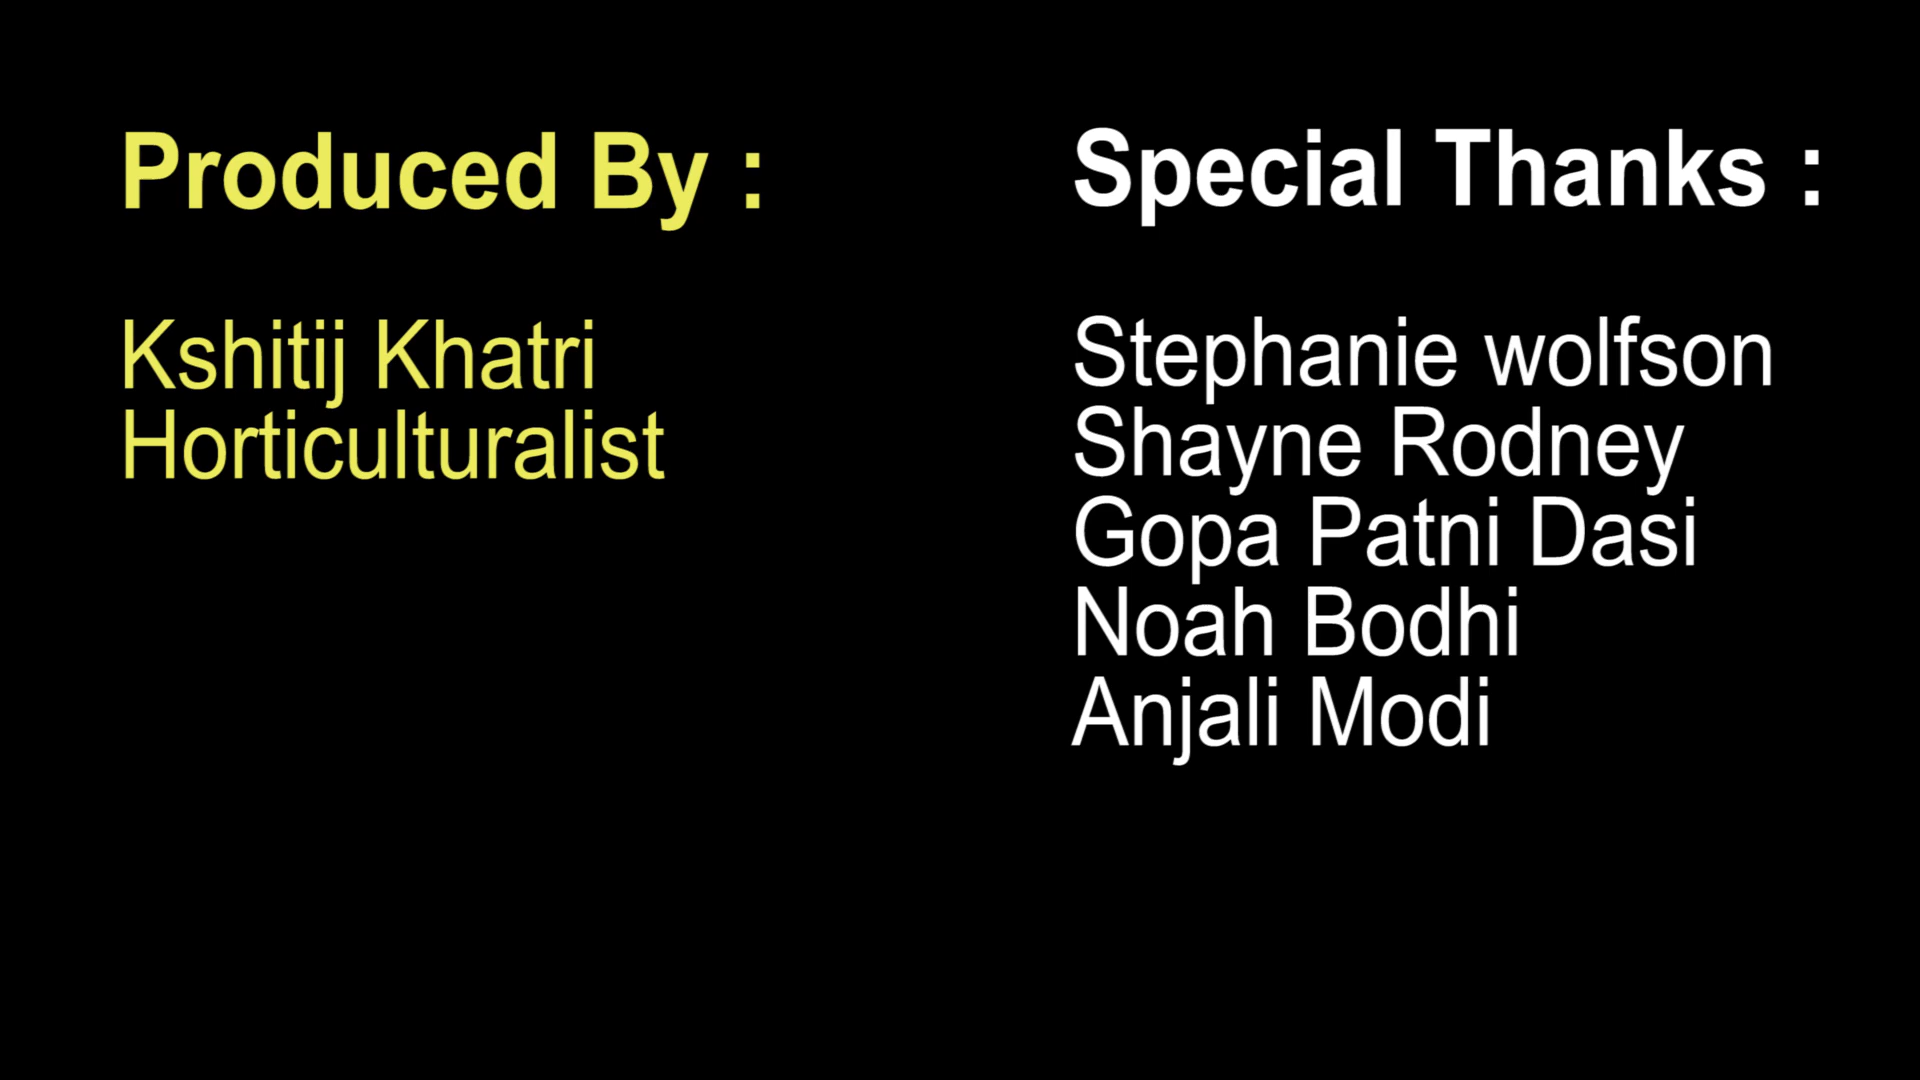 Produced By :
Kshitij Khatri
Horticulturalist
Special Thanks :
Stephanie wolfson
Shayne Rodney
Gopa Patni Dasi
Noah Bodhi
Anjali Modi